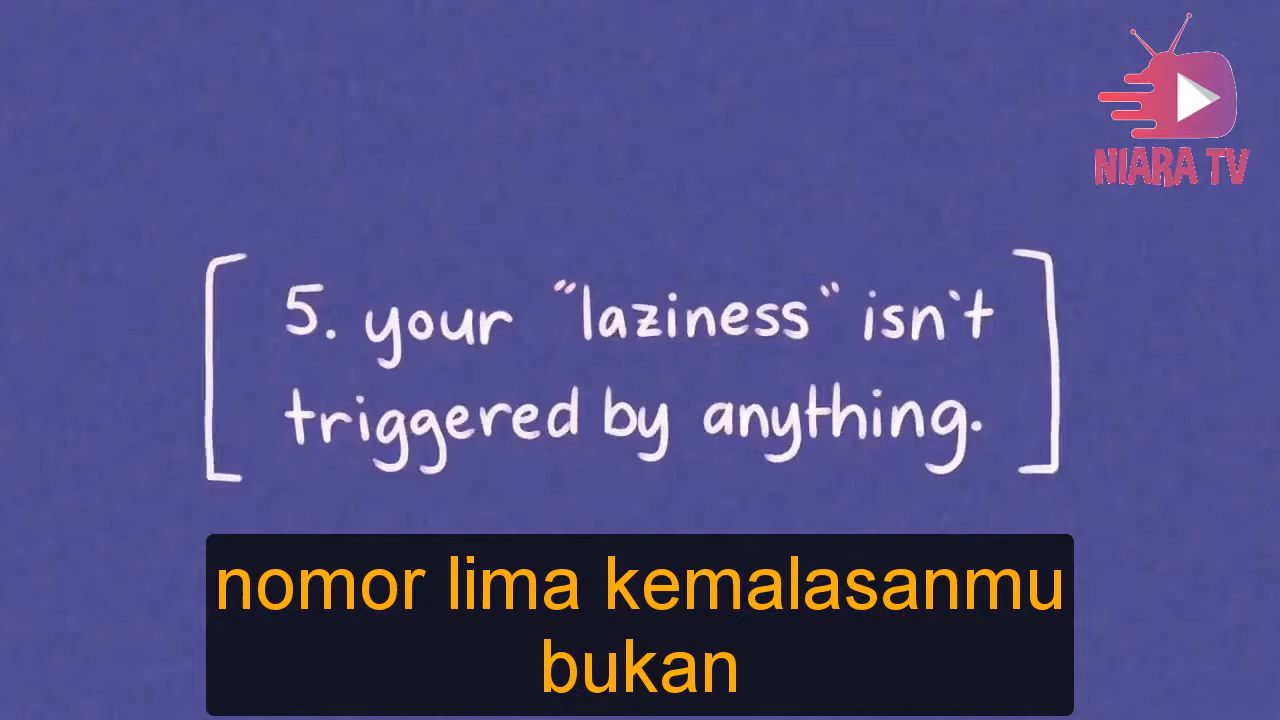 NIARA TV
5. your "laziness" isn't
triggered by anything.
nomor lima kemalasanmu
bukan